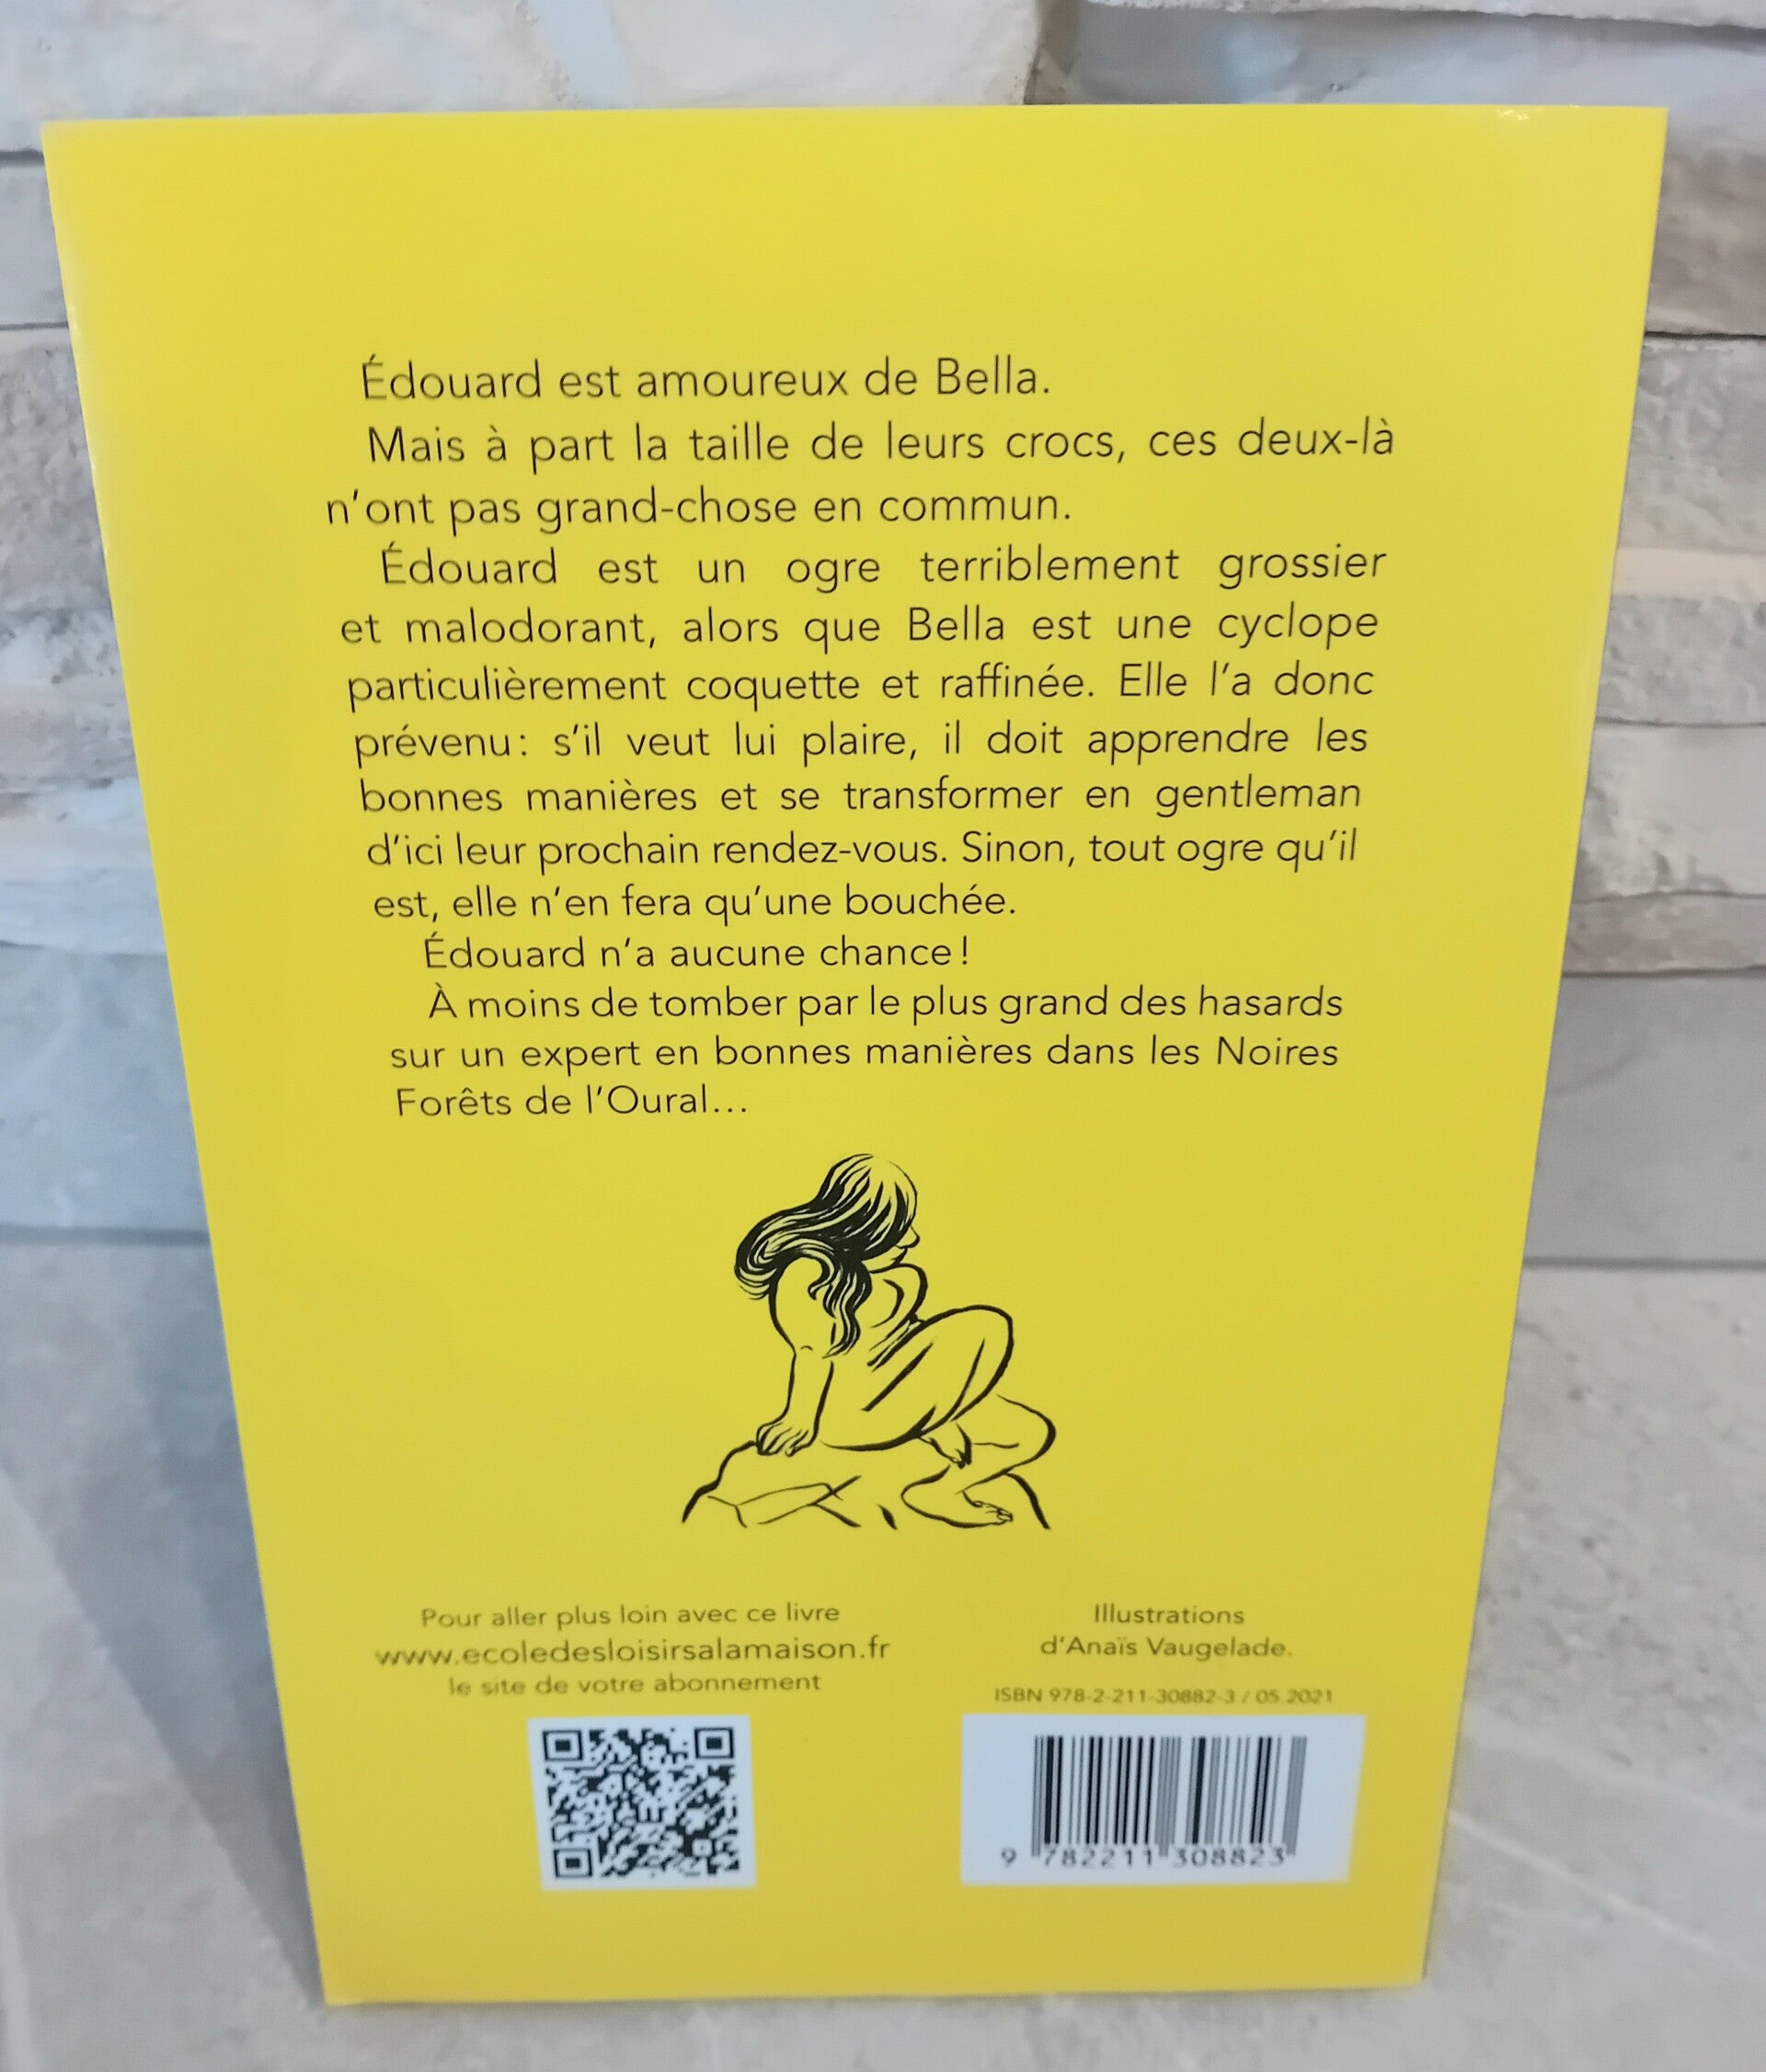 Édouard est amoureux de Bella.
Mais à part la taille de leurs crocs, ces deux-là
n'ont pas grand-chose en commun.
Édouard est un ogre terriblement grossier
et malodorant, alors que Bella est une cyclope
particulièrement coquette et raffinée. Elle l'a donc
prévenu: s'il veut lui plaire, il doit apprendre les
bonnes manières et se transformer en gentleman
d'ici leur prochain rendez-vous. Sinon, tout ogre qu'il
est, elle n'en fera qu'une bouchée.
Édouard n'a aucune chance!
À moins de tomber par le plus grand des hasards
sur un expert en bonnes manières dans les Noires
Forêts de l'Oural...
Pour aller plus loin avec ce livre
www.ecoledesloisirsalamaison.fr
le site de votre abonnement
Illustrations
d'Anaïs Vaugelade.
ISBN 978-2-211-30882-3 / 05.2021
9 782211 308823